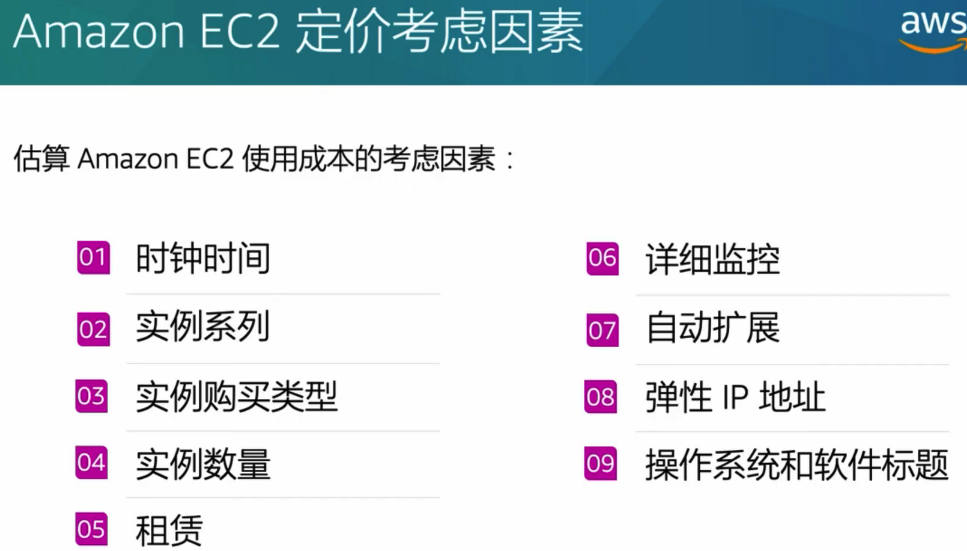 Amazon EC2 定价考虑因素
aws
估算 Amazon EC2 使用成本的考虑因素：
01 时钟时间
02 实例系列
03 实例购买类型
04 实例数量
05 租赁
06 详细监控
07 自动扩展
08 弹性 IP 地址
09 操作系统和软件标题